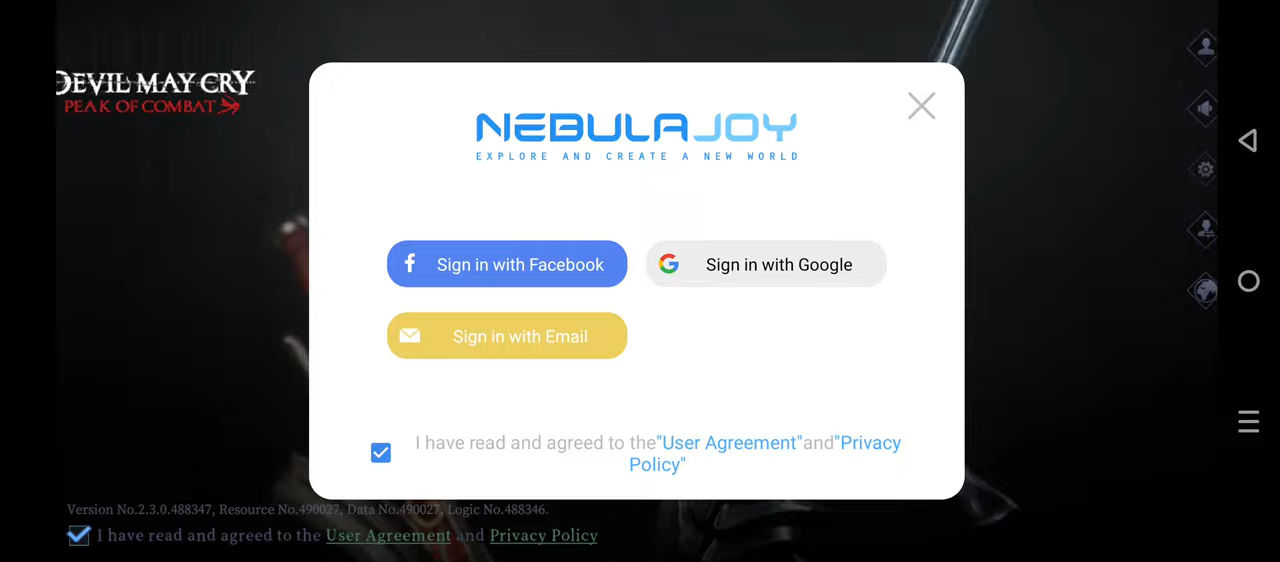 DEVIL MAY CRY
PEAK OF COMBAT
NEBULAJOY
EXPLORE AND CREATE A NEW WORLD
Sign in with Facebook
Sign in with Google
Sign in with Email
I have read and agreed to the"User Agreement"and"Privacy
Policy"
Version No.2.3.0.488347, Resource No.490027, Data No.490027, Logic No.488346.
I have read and agreed to the User Agreement and Privacy Policy